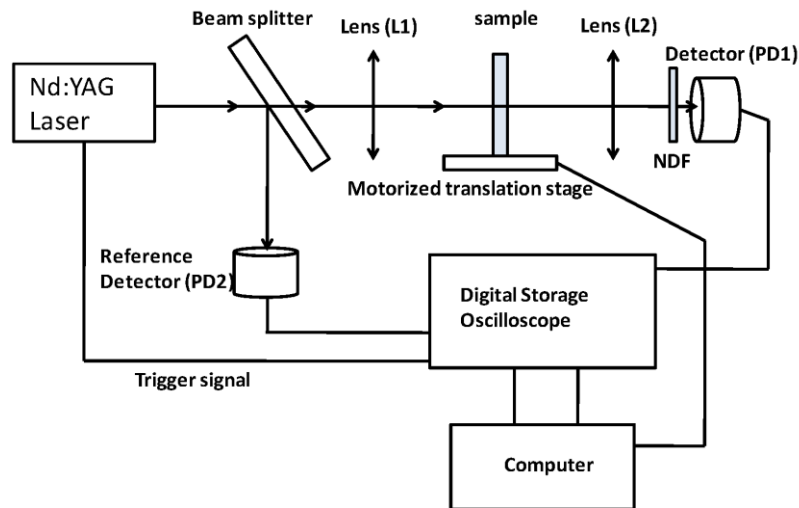 Beam splitter
Lens (L1)
sample
Lens (L2)
Detector (PD1)
Nd:YAG
Laser
NDF
Motorized translation stage
Reference
Detector (PD2)
Digital Storage
Oscilloscope
Trigger signal
Computer